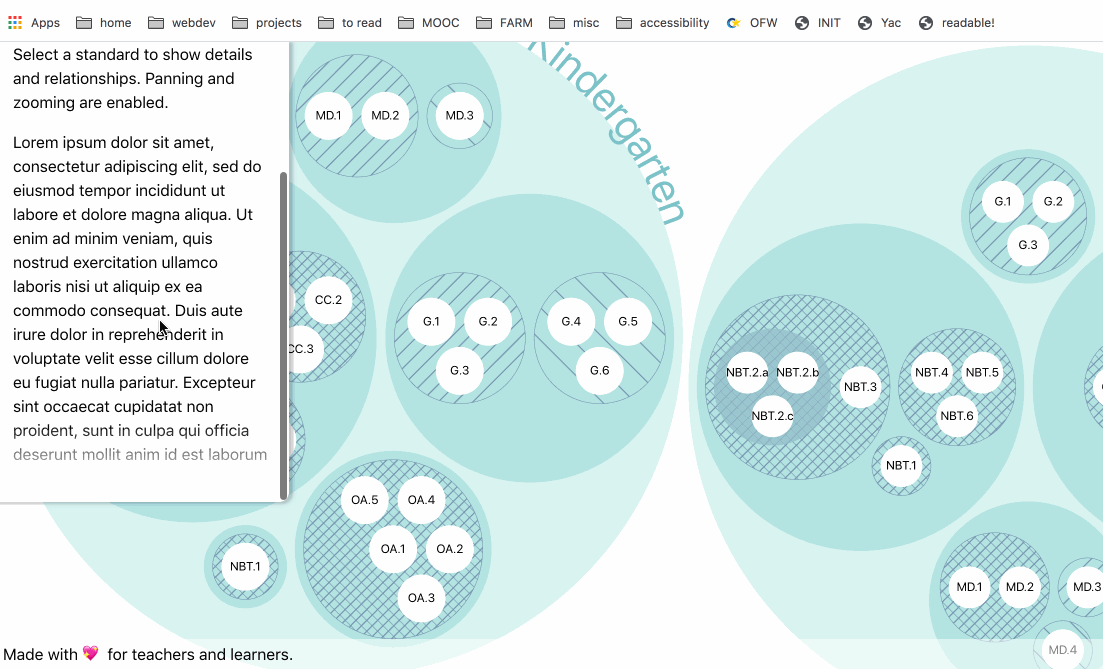 Apps home webdev projects to read MOOC FARM misc accessibility OFW INIT Yac readable!
Select a standard to show details
and relationships. Panning and
zooming are enabled.
Lorem ipsum dolor sit amet,
consectetur adipiscing elit, sed do
eiusmod tempor incididunt ut
labore et dolore magna aliqua. Ut
enim ad minim veniam, quis
nostrud exercitation ullamco
laboris nisi ut aliquip ex ea
commodo consequat. Duis aute
irure dolor in reprehenderit in
voluptate velit esse cillum dolore
eu fugiat nulla pariatur. Excepteur
sint occaecat cupidatat non
proident, sunt in culpa qui officia
deserunt mollit anim id est laborum
Kindergarten
MD.1 MD.2 MD.3
CC.2
CC.3
G.1 G.2
G.3
G.4 G.5
G.6
OA.5 OA.4
OA.1 OA.2
OA.3
NBT.1
G.1 G.2
G.3
NBT.2.a NBT.2.b
NBT.2.c
NBT.3
NBT.4 NBT.5
NBT.6
NBT.1
MD.1 MD.2 MD.3
MD.4
Made with 💖 for teachers and learners.